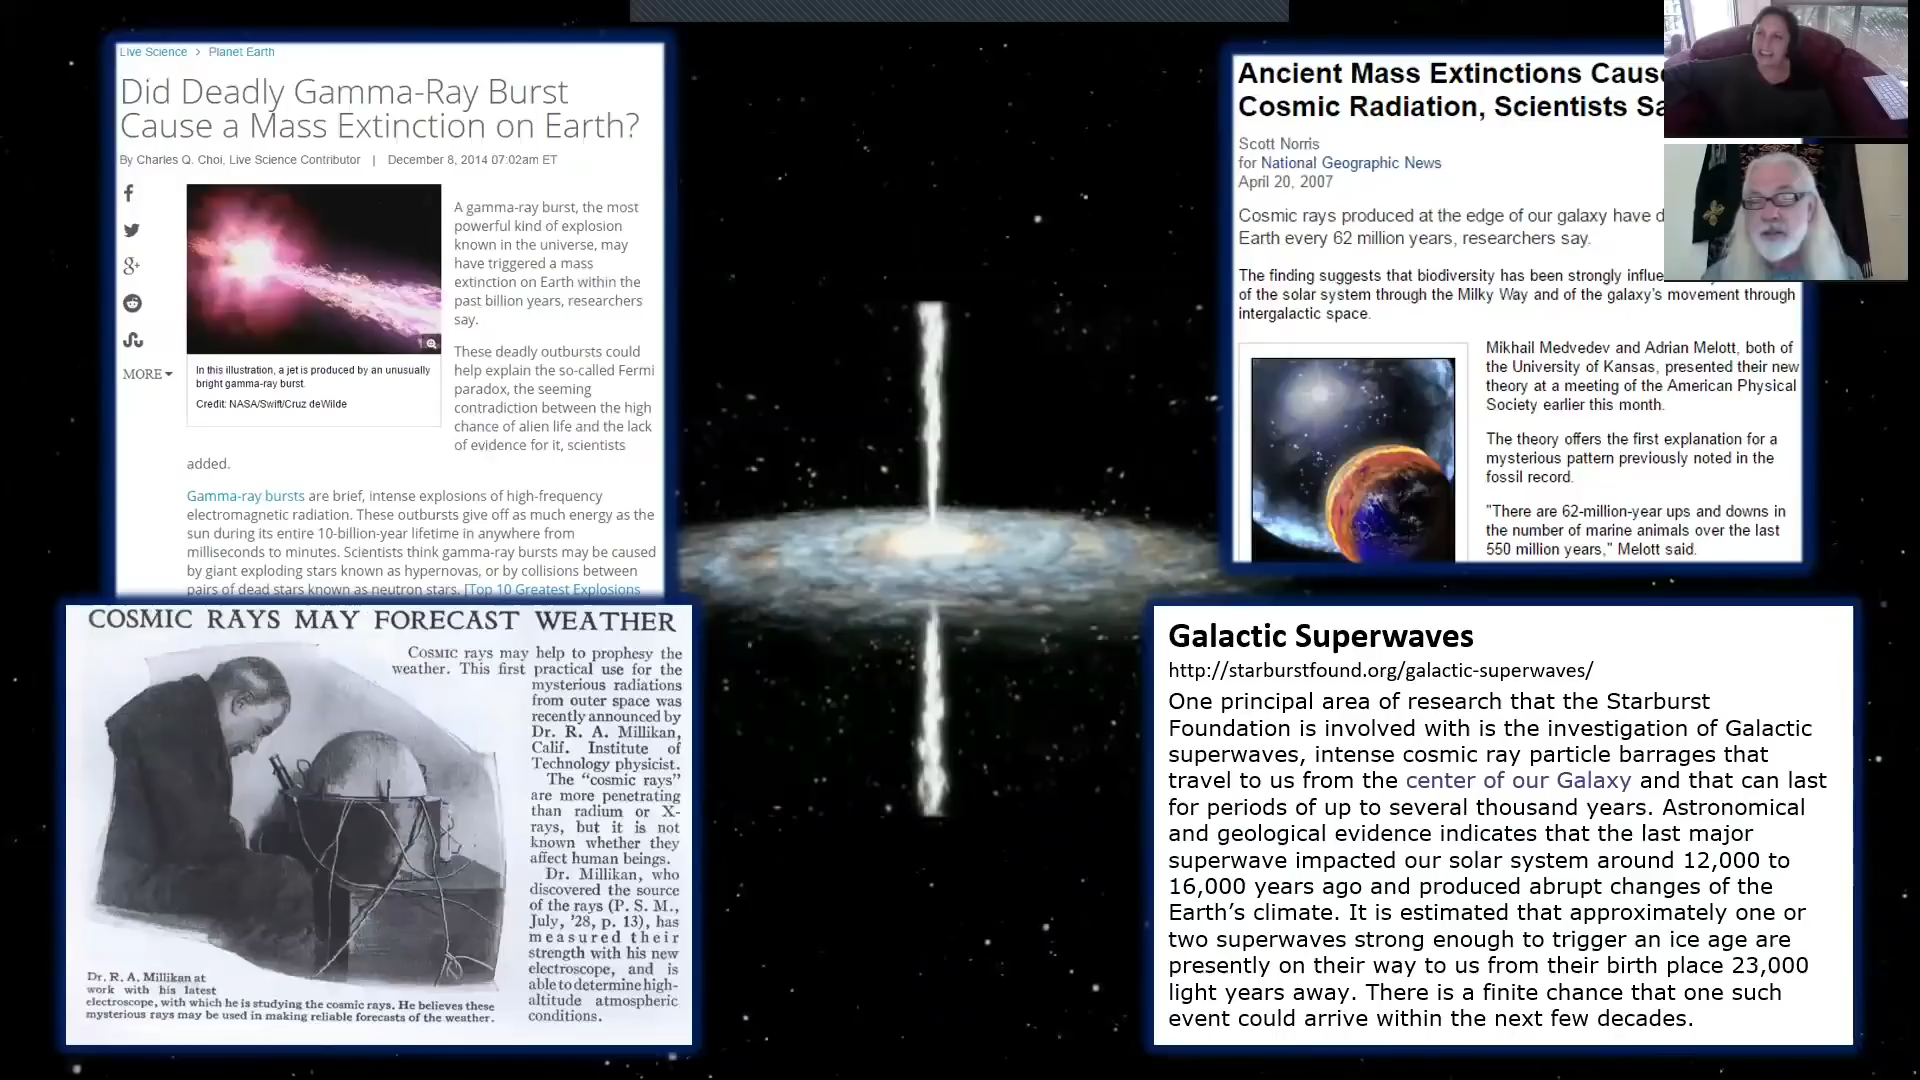 Live Science > Planet Earth
Did Deadly Gamma-Ray Burst
Cause a Mass Extinction on Earth?
By Charles Q. Choi, Live Science Contributor | December 8, 2014 07:02am ET
MORE
A gamma-ray burst, the most
powerful kind of explosion
known in the universe, may
have triggered a mass
extinction on Earth within the
past billion years, researchers
say.
These deadly outbursts could
help explain the so-called Fermi
paradox, the seeming
contradiction between the high
chance of alien life and the lack
of evidence for it, scientists
added.
In this illustration, a jet is produced by an unusually
bright gamma-ray burst.
Credit: NASA/Swift/Cruz deWilde
Gamma-ray bursts are brief, intense explosions of high-frequency
electromagnetic radiation. These outbursts give off as much energy as the
sun during its entire 10-billion-year lifetime in anywhere from
milliseconds to minutes. Scientists think gamma-ray bursts may be caused
by giant exploding stars known as hypernovas, or by collisions between
pairs of dead stars known as neutron stars. [Top 10 Greatest Explosions
Ancient Mass Extinctions Caus
Cosmic Radiation, Scientists Sa
Scott Norris
for National Geographic News
April 20, 2007
Cosmic rays produced at the edge of our galaxy have d
Earth every 62 million years, researchers say.
The finding suggests that biodiversity has been strongly influe
of the solar system through the Milky Way and of the galaxy's movement through
intergalactic space.
Mikhail Medvedev and Adrian Melott, both of
the University of Kansas, presented their new
theory at a meeting of the American Physical
Society earlier this month.
The theory offers the first explanation for a
mysterious pattern previously noted in the
fossil record.
"There are 62-million-year ups and downs in
the number of marine animals over the last
550 million years," Melott said.
COSMIC RAYS MAY FORECAST WEATHER
COSMIC rays may help to prophesy the
weather. This first practical use for the
mysterious radiations
from outer space was
recently announced by
Dr. R. A. Millikan,
Calif. Institute of
Technology physicist.
The "cosmic rays"
are more penetrating
than radium or X-
rays, but it is not
known whether they
affect human beings.
Dr. Millikan, who
discovered the source
of the rays (P. S. M.,
July, '28, p. 13), has
measured their
strength with his new
electroscope, and is
able to determine high-
altitude atmospheric
conditions.
Dr. R. A. Millikan at
work with his latest
electroscope, with which he is studying the cosmic rays. He believes these
mysterious rays may be used in making reliable forecasts of the weather.
Galactic Superwaves
http://starburstfound.org/galactic-superwaves/
One principal area of research that the Starburst
Foundation is involved with is the investigation of Galactic
superwaves, intense cosmic ray particle barrages that
travel to us from the center of our Galaxy and that can last
for periods of up to several thousand years. Astronomical
and geological evidence indicates that the last major
superwave impacted our solar system around 12,000 to
16,000 years ago and produced abrupt changes of the
Earth's climate. It is estimated that approximately one or
two superwaves strong enough to trigger an ice age are
presently on their way to us from their birth place 23,000
light years away. There is a finite chance that one such
event could arrive within the next few decades.